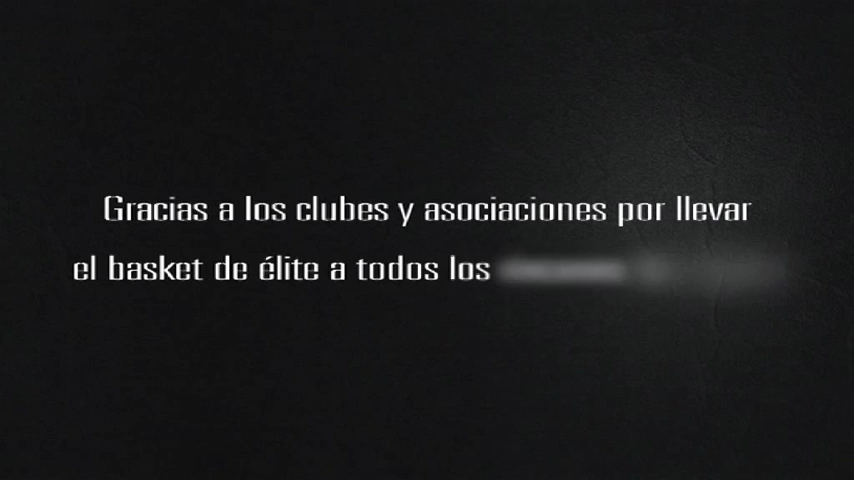 Gracias a los clubes y asociaciones por llevar
el basket de élite a todos los